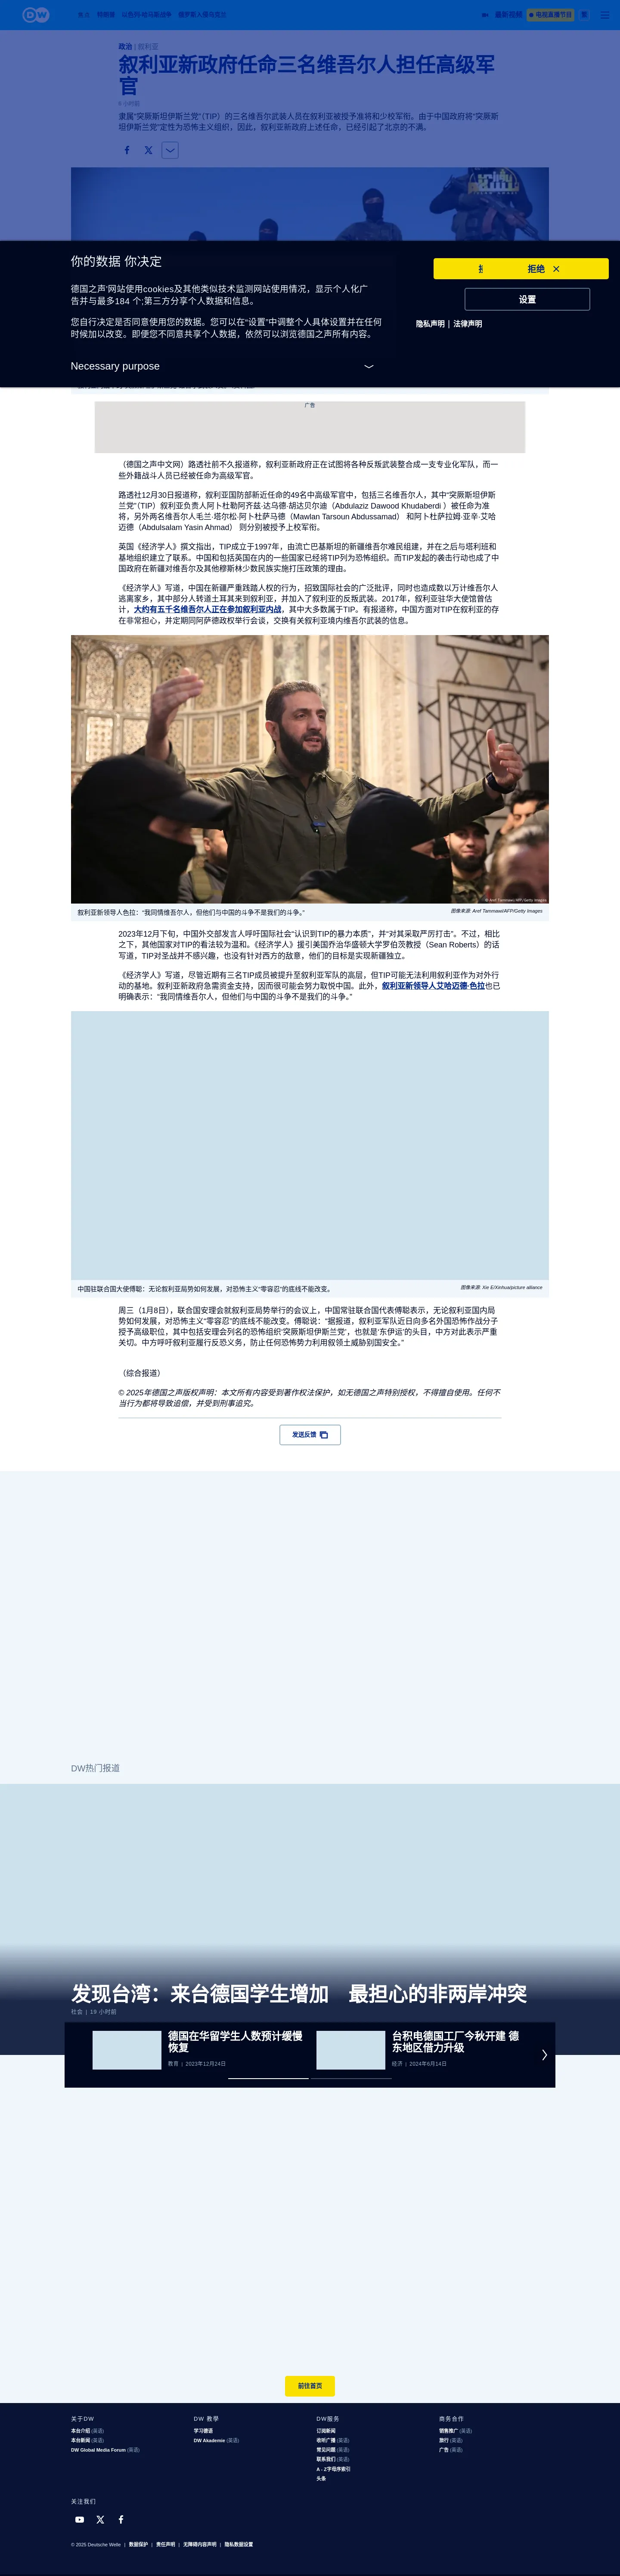 DW
焦点
特朗普
以色列-哈马斯战争
俄罗斯入侵乌克兰
最新视频
电视直播节目
政治 | 叙利亚
叙利亚新政府任命三名维吾尔人担任高级军
官
6 小时前
隶属“突厥斯坦伊斯兰党”（TIP）的三名维吾尔武装人员在叙利亚被授予准将和少校军衔。由于中国政府将“突厥斯
坦伊斯兰党”定性为恐怖主义组织，因此，叙利亚新政府上述任命，已经引起了北京的不满。
你的数据 你决定
拒绝
德国之声'网站使用cookies及其他类似技术监测网站使用情况，显示个人化广
告并与最多184 个;第三方分享个人数据和信息。
设置
隐私声明 | 法律声明
您自行决定是否同意使用您的数据。您可以在“设置”中调整个人具体设置并在任何
时候加以改变。即便您不同意共享个人数据，依然可以浏览德国之声所有内容。
Necessary purpose
广告
（德国之声中文网）路透社前不久报道称，叙利亚新政府正在试图将各种反叛武装整合成一支专业化军队，而一
些外籍战斗人员已经被任命为高级军官。
路透社12月30日报道称，叙利亚国防部新近任命的49名中高级军官中，包括三名维吾尔人，其中“突厥斯坦伊斯
兰党”（TIP）叙利亚负责人阿卜杜勒阿齐兹·达乌德·胡达贝尔迪（Abdulaziz Dawood Khudaberdi ）被任命为准
将，另外两名维吾尔人毛兰·塔尔松·阿卜杜萨马德（Mawlan Tarsoun Abdussamad） 和阿卜杜萨拉姆·亚辛·艾哈
迈德（Abdulsalam Yasin Ahmad） 则分别被授予上校军衔。
英国《经济学人》撰文指出，TIP成立于1997年，由流亡巴基斯坦的新疆维吾尔难民组建，并在之后与塔利班和
基地组织建立了联系。中国和包括英国在内的一些国家已经将TIP列为恐怖组织。而TIP发起的袭击行动也成了中
国政府在新疆对维吾尔及其他穆斯林少数民族实施打压政策的理由。
《经济学人》写道，中国在新疆严重践踏人权的行为，招致国际社会的广泛批评，同时也造成数以万计维吾尔人
逃离家乡，其中部分人转道土耳其来到叙利亚，并加入了叙利亚的反叛武装。2017年，叙利亚驻华大使馆曾估
计，大约有五千名维吾尔人正在参加叙利亚内战，其中大多数属于TIP。有报道称，中国方面对TIP在叙利亚的存
在非常担心，并定期同阿萨德政权举行会谈，交换有关叙利亚境内维吾尔武装的信息。
© Aref Tammawi/AFP/Getty Images
叙利亚新领导人色拉：“我同情维吾尔人，但他们与中国的斗争不是我们的斗争。”
图像来源: Aref Tammawi/AFP/Getty Images
2023年12月下旬，中国外交部发言人呼吁国际社会“认识到TIP的暴力本质”，并“对其采取严厉打击”。不过，相比
之下，其他国家对TIP的看法较为温和。《经济学人》援引美国乔治华盛顿大学罗伯茨教授（Sean Roberts）的话
写道，TIP对圣战并不感兴趣，也没有针对西方的敌意，他们的目标是实现新疆独立。
《经济学人》写道，尽管近期有三名TIP成员被提升至叙利亚军队的高层，但TIP可能无法利用叙利亚作为对外行
动的基地。叙利亚新政府急需资金支持，因而很可能会努力取悦中国。此外，叙利亚新领导人艾哈迈德·色拉也已
明确表示：“我同情维吾尔人，但他们与中国的斗争不是我们的斗争。”
中国驻联合国大使傅聪：无论叙利亚局势如何发展，对恐怖主义“零容忍”的底线不能改变。
图像来源: Xie E/Xinhua/picture alliance
周三（1月8日），联合国安理会就叙利亚局势举行的会议上，中国常驻联合国代表傅聪表示，无论叙利亚国内局
势如何发展，对恐怖主义“零容忍”的底线不能改变。傅聪说：“据报道，叙利亚军队近日向多名外国恐怖作战分子
授予高级职位，其中包括安理会列名的恐怖组织‘突厥斯坦伊斯兰党’，也就是‘东伊运’的头目，中方对此表示严重
关切。中方呼吁叙利亚履行反恐义务，防止任何恐怖势力利用叙领土威胁别国安全。”
（综合报道）
© 2025年德国之声版权声明：本文所有内容受到著作权法保护，如无德国之声特别授权，不得擅自使用。任何不
当行为都将导致追偿，并受到刑事追究。
发送反馈
DW热门报道
发现台湾：来台德国学生增加　最担心的非两岸冲突
社会 | 19 小时前
德国在华留学生人数预计缓慢
恢复
教育 | 2023年12月24日
台积电德国工厂今秋开建 德
东地区借力升级
经济 | 2024年6月14日
前往首页
关于DW
本台介绍 (英语)
本台新闻 (英语)
DW Global Media Forum (英语)
DW 教學
学习德语
DW Akademie (英语)
DW服务
订阅新闻
收听广播 (英语)
常见问题 (英语)
联系我们 (英语)
A - Z字母序索引
头条
商务合作
销售推广 (英语)
旅行 (英语)
广告 (英语)
关注我们
© 2025 Deutsche Welle | 数据保护 | 责任声明 | 无障碍内容声明 | 隐私数据设置